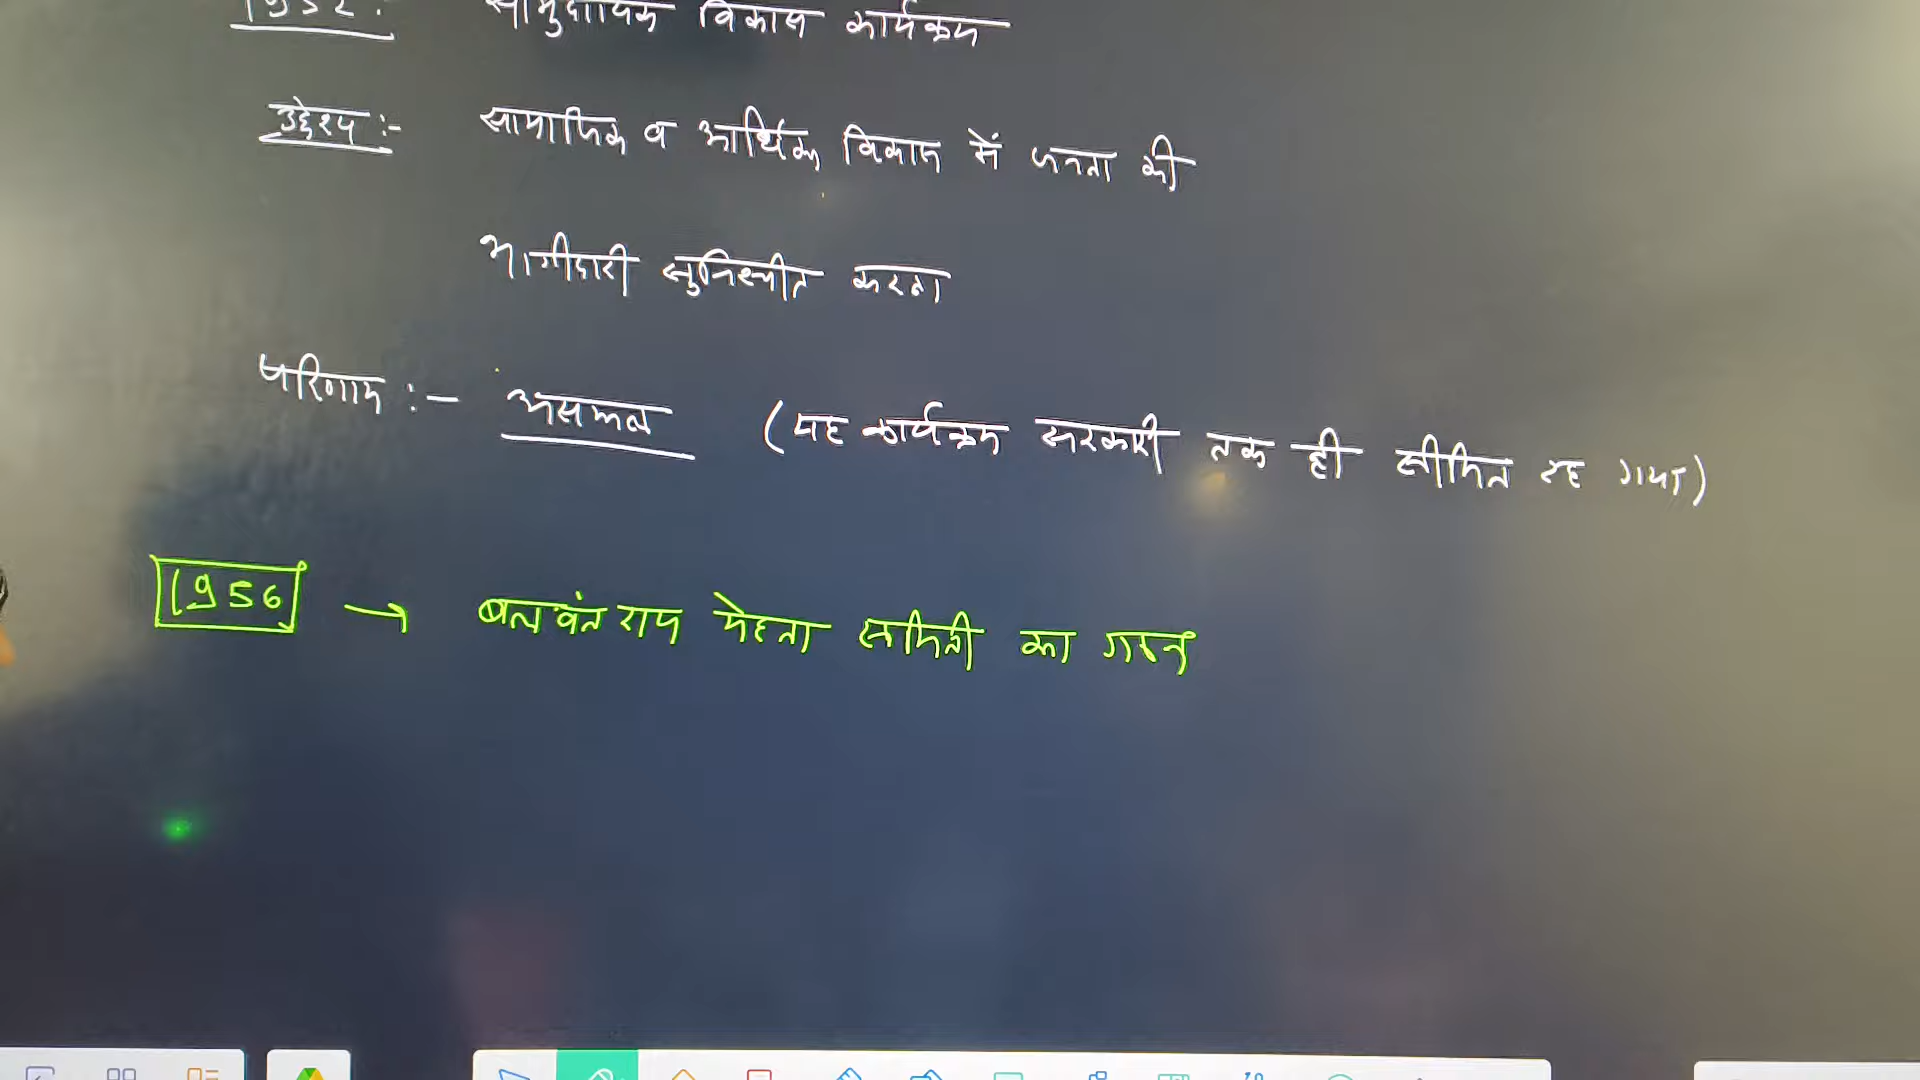 1952: सामुदायिक विकास कार्यक्रम
उद्देश्य :- सामाजिक व आर्थिक विकास में जनता की
भागीदारी सुनिश्चीत करना
परिणाम :- असफल (यह कार्यक्रम सरकारी तक ही सीमित रह गया)
1956 → बलवंत राय मेहता समिती का गठन